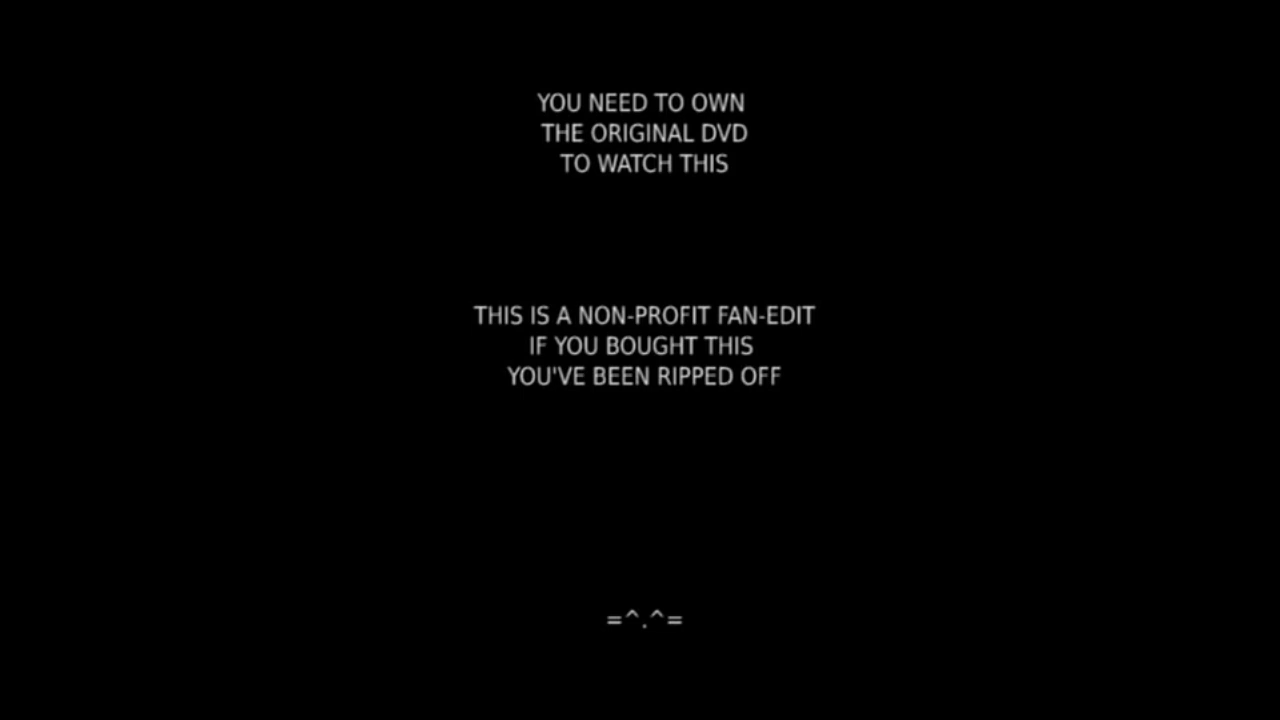 YOU NEED TO OWN
THE ORIGINAL DVD
TO WATCH THIS
THIS IS A NON-PROFIT FAN-EDIT
IF YOU BOUGHT THIS
YOU'VE BEEN RIPPED OFF
=^.^=